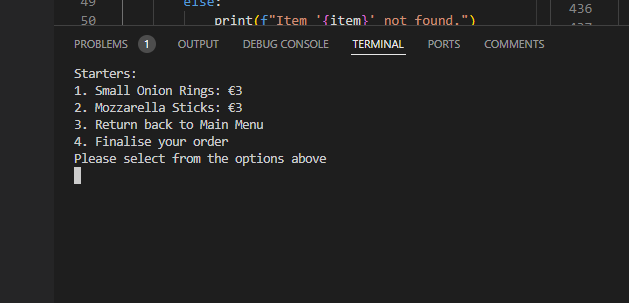 49 else: 436
50 print(f"Item '{item}' not found.")
PROBLEMS 1 OUTPUT DEBUG CONSOLE TERMINAL PORTS COMMENTS
Starters:
1. Small Onion Rings: €3
2. Mozzarella Sticks: €3
3. Return back to Main Menu
4. Finalise your order
Please select from the options above